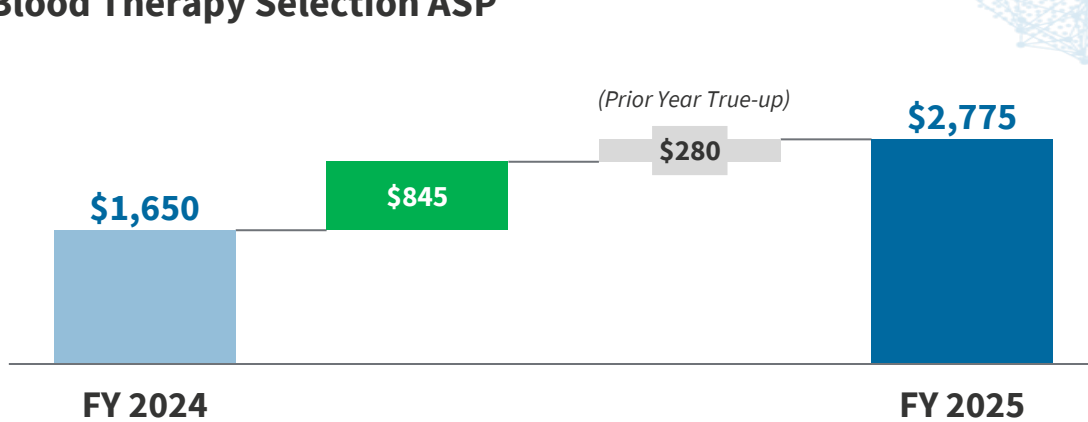 Blood Therapy Selection ASP
(Prior Year True-up)
$2,775
$280
$845
$1,650
FY 2024
FY 2025